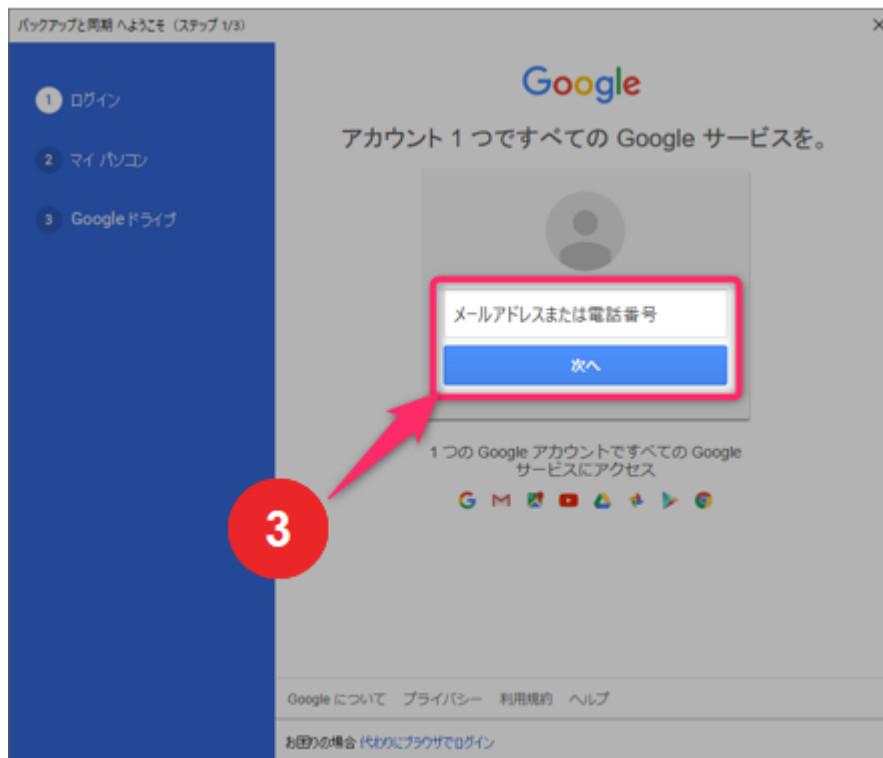 バックアップと同期 へようこそ（ステップ 1/3）
1 ログイン
2 マイ パソコン
3 Googleドライブ
Google
アカウント 1 つですべての Google サービスを。
メールアドレスまたは電話番号
次へ
1 つの Google アカウントですべての Google
サービスにアクセス
3
Google について プライバシー 利用規約 ヘルプ
お困りの場合 代わりにブラウザでログイン